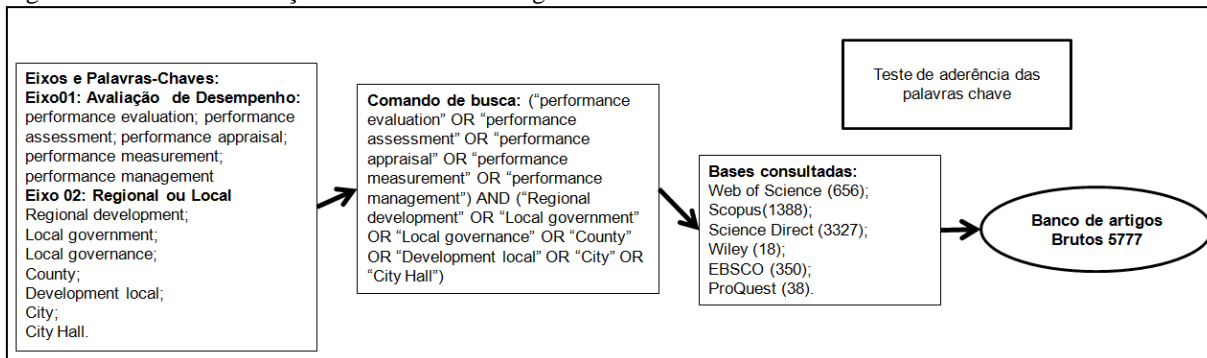 Eixos e Palavras-Chaves:
Eixo01: Avaliação de Desempenho:
performance evaluation; performance
assessment; performance appraisal;
performance measurement;
performance management
Eixo 02: Regional ou Local
Regional development;
Local government;
Local governance;
County;
Development local;
City;
City Hall.
Comando de busca: (“performance
evaluation” OR “performance
assessment” OR “performance
appraisal” OR “performance
measurement” OR “performance
management”) AND (“Regional
development” OR “Local government”
OR “Local governance” OR “County”
OR “Development local” OR “City” OR
“City Hall”)
Teste de aderência das
palavras chave
Bases consultadas:
Web of Science (656);
Scopus(1388);
Science Direct (3327);
Wiley (18);
EBSCO (350);
ProQuest (38).
Banco de artigos
Brutos 5777